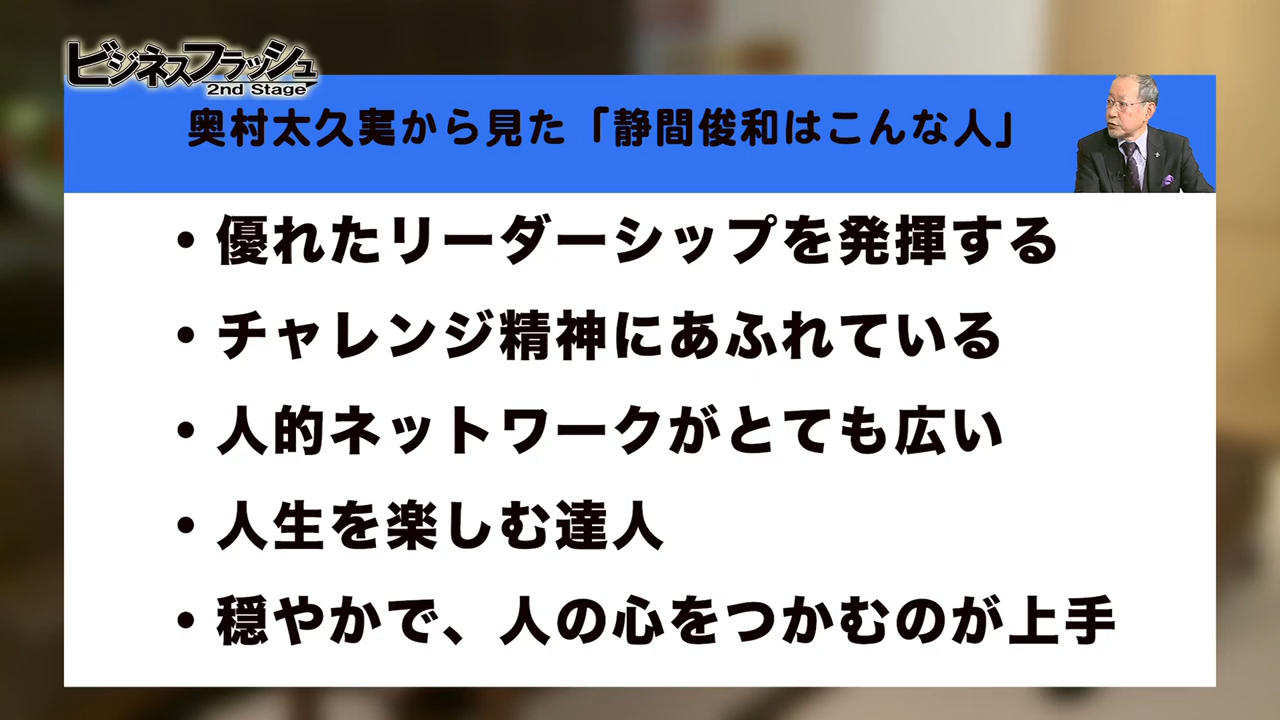 ビジネスフラッシュ
2nd Stage
奥村太久実から見た「静間俊和はこんな人」
・優れたリーダーシップを発揮する
・チャレンジ精神にあふれている
・人的ネットワークがとても広い
・人生を楽しむ達人
・穏やかで、人の心をつかむのが上手